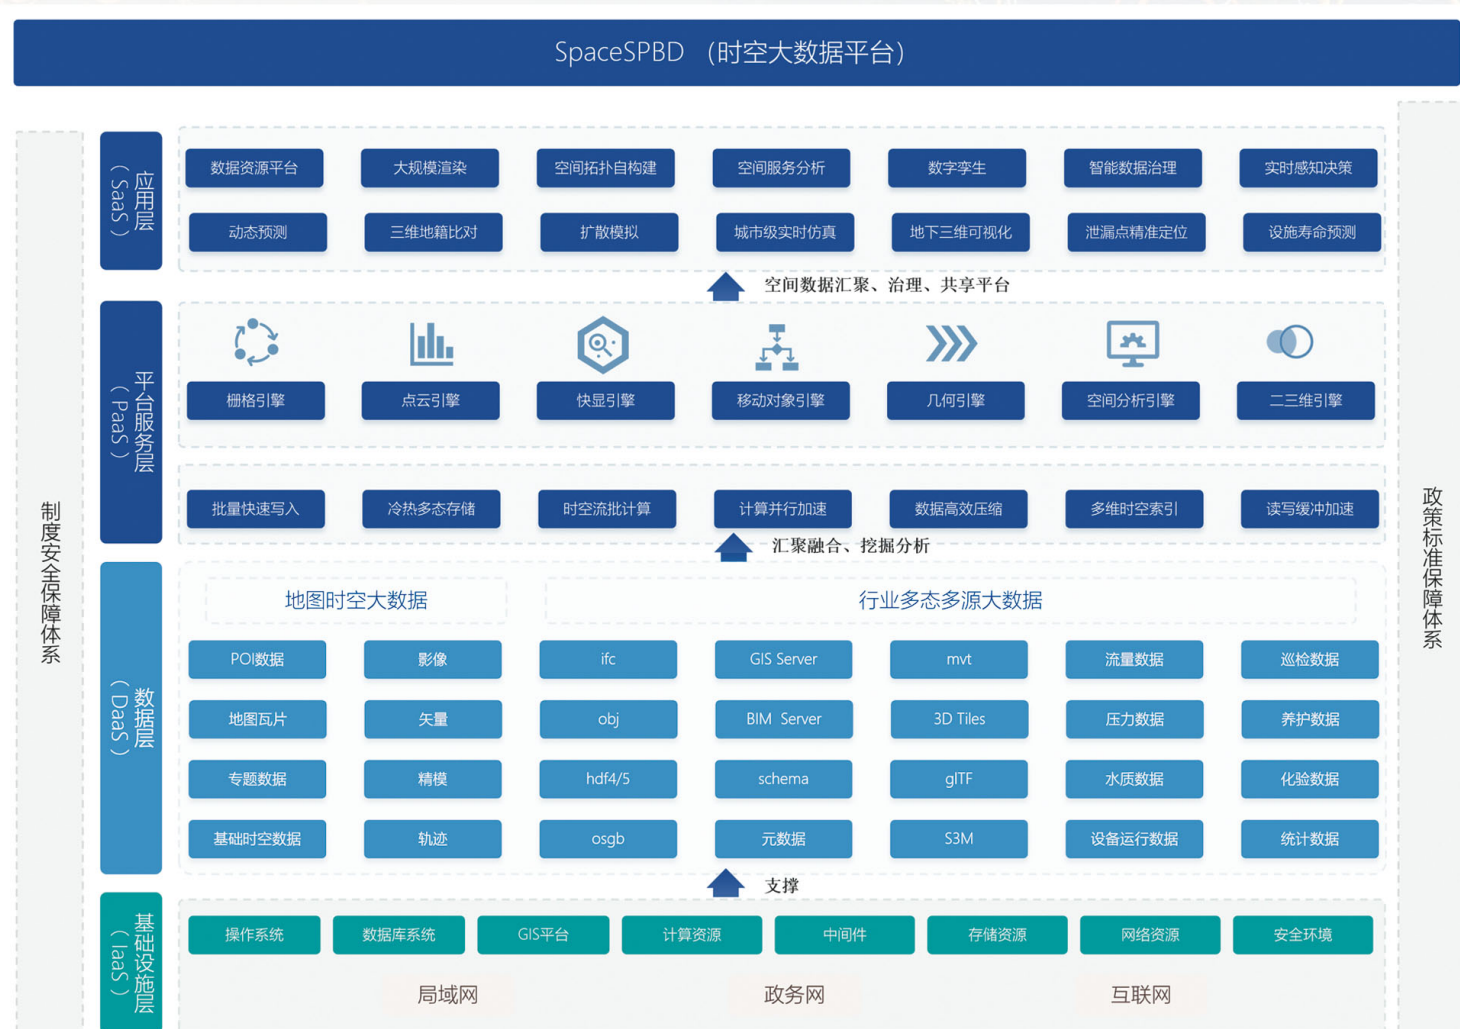 SpaceSPBD （时空大数据平台）
应用层
（SaaS）
数据资源平台 大规模渲染 空间拓扑自构建 空间服务分析 数字孪生 智能数据治理 实时感知决策
动态预测 三维地籍比对 扩散模拟 城市级实时仿真 地下三维可视化 泄漏点精准定位 设施寿命预测
空间数据汇聚、治理、共享平台
平台服务层
（PaaS）
栅格引擎 点云引擎 快显引擎 移动对象引擎 几何引擎 空间分析引擎 二三维引擎
批量快速写入 冷热多态存储 时空流批计算 计算并行加速 数据高效压缩 多维时空索引 读写缓冲加速
汇聚融合、挖掘分析
数据层
（DaaS）
地图时空大数据 行业多态多源大数据
POI数据 影像 ifc GIS Server mvt 流量数据 巡检数据
地图瓦片 矢量 obj BIM Server 3D Tiles 压力数据 养护数据
专题数据 精模 hdf4/5 schema glTF 水质数据 化验数据
基础时空数据 轨迹 osgb 元数据 S3M 设备运行数据 统计数据
支撑
基础设施层
（IaaS）
操作系统 数据库系统 GIS平台 计算资源 中间件 存储资源 网络资源 安全环境
局域网 政务网 互联网
制度安全保障体系
政策标准保障体系